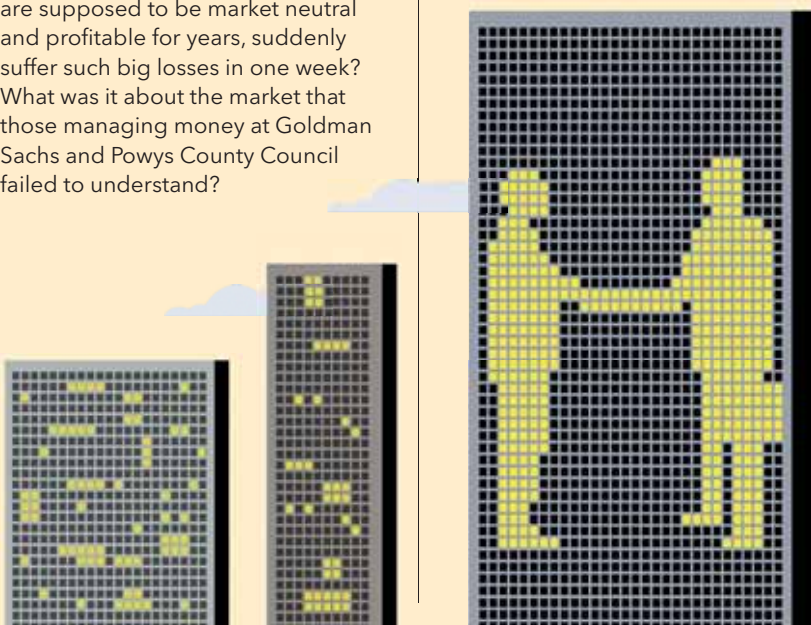 are supposed to be market neutral
and profitable for years, suddenly
suffer such big losses in one week?
What was it about the market that
those managing money at Goldman
Sachs and Powys County Council
failed to understand?